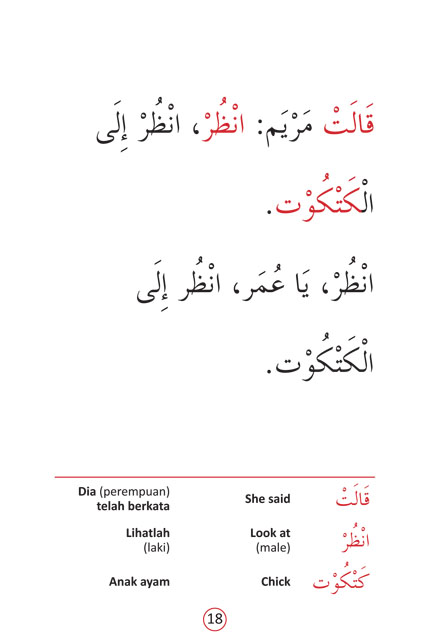 قَالَتْ مَرْيَم: انْظُرْ، انْظُرْ إِلَى
الْكَتْكُوْت.
انْظُرْ، يَا عُمَر، انْظُر إِلَى
الْكَتْكُوْت.
Dia (perempuan) telah berkata She said قَالَتْ
Lihatlah (laki) Look at (male) انْظُرْ
Anak ayam Chick كَتْكُوْت
18